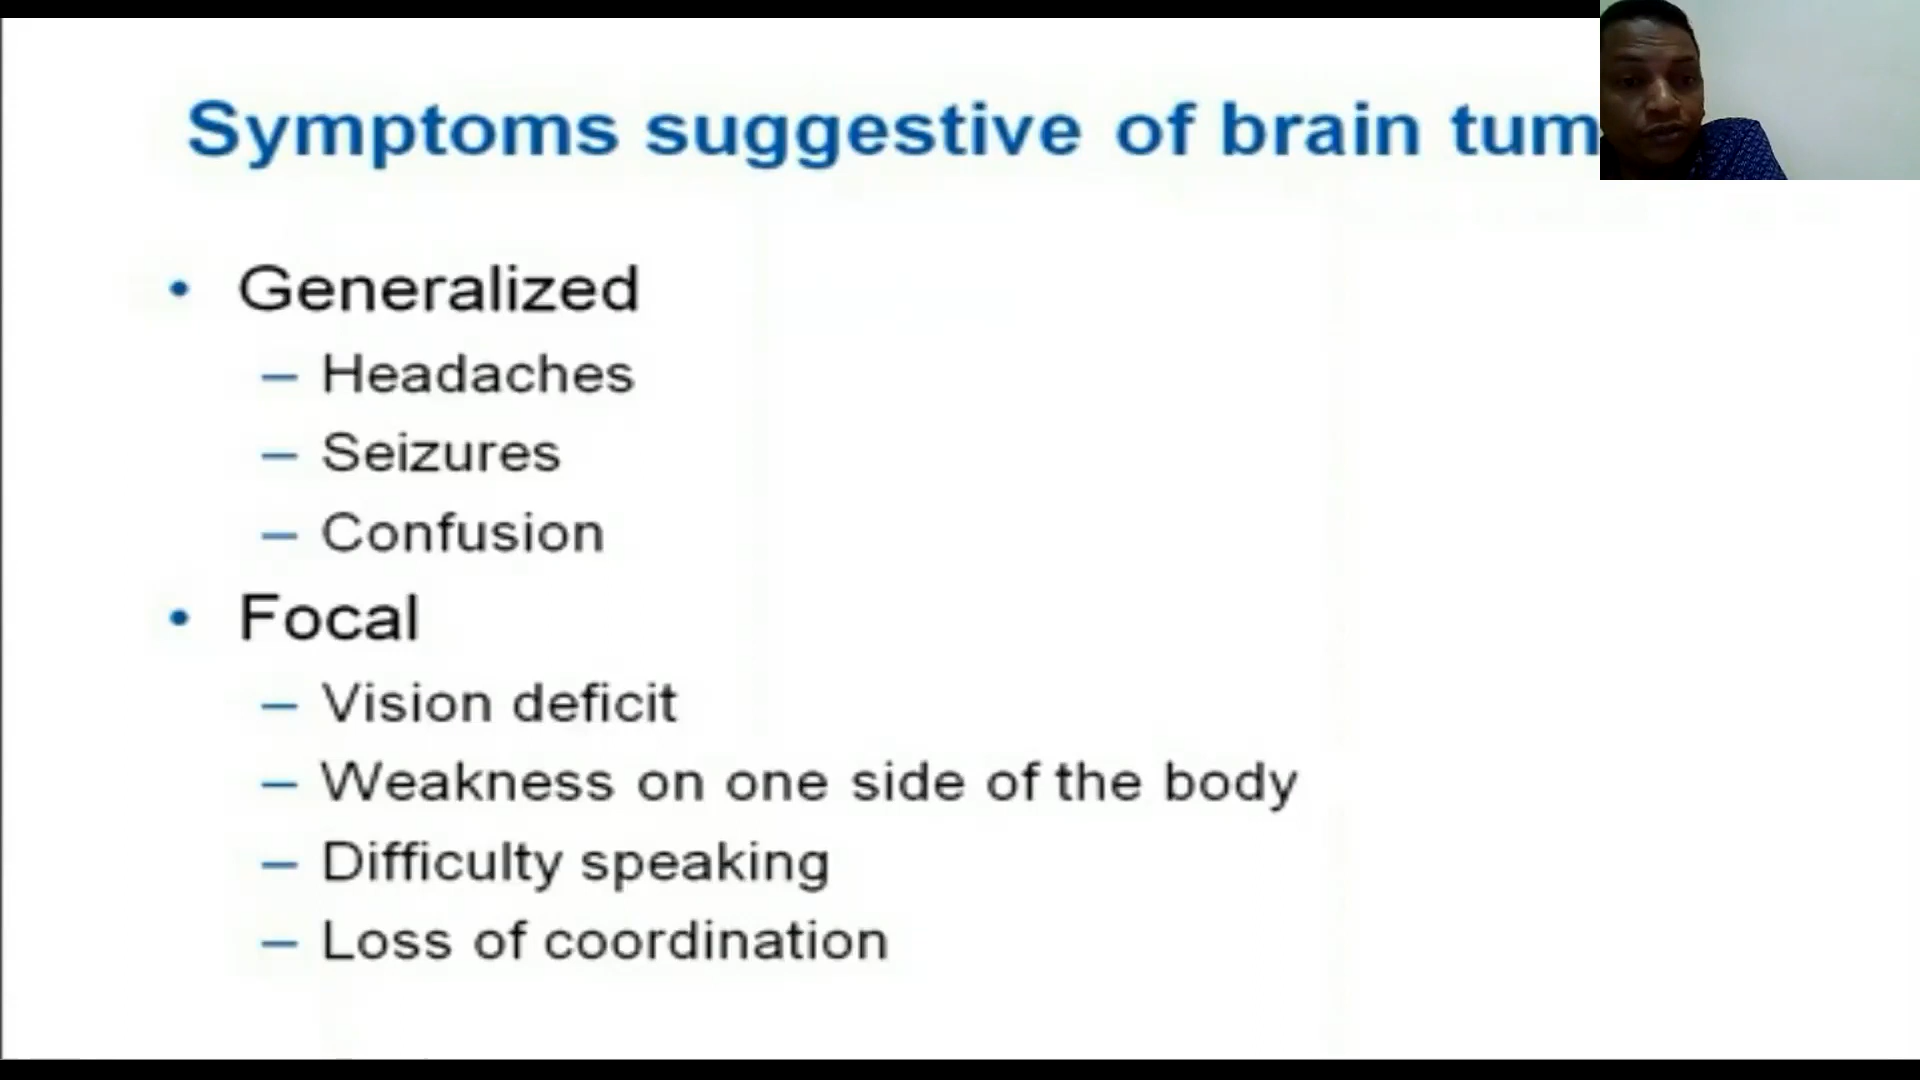 Symptoms suggestive of brain tum
• Generalized
– Headaches
– Seizures
– Confusion
• Focal
– Vision deficit
– Weakness on one side of the body
– Difficulty speaking
– Loss of coordination